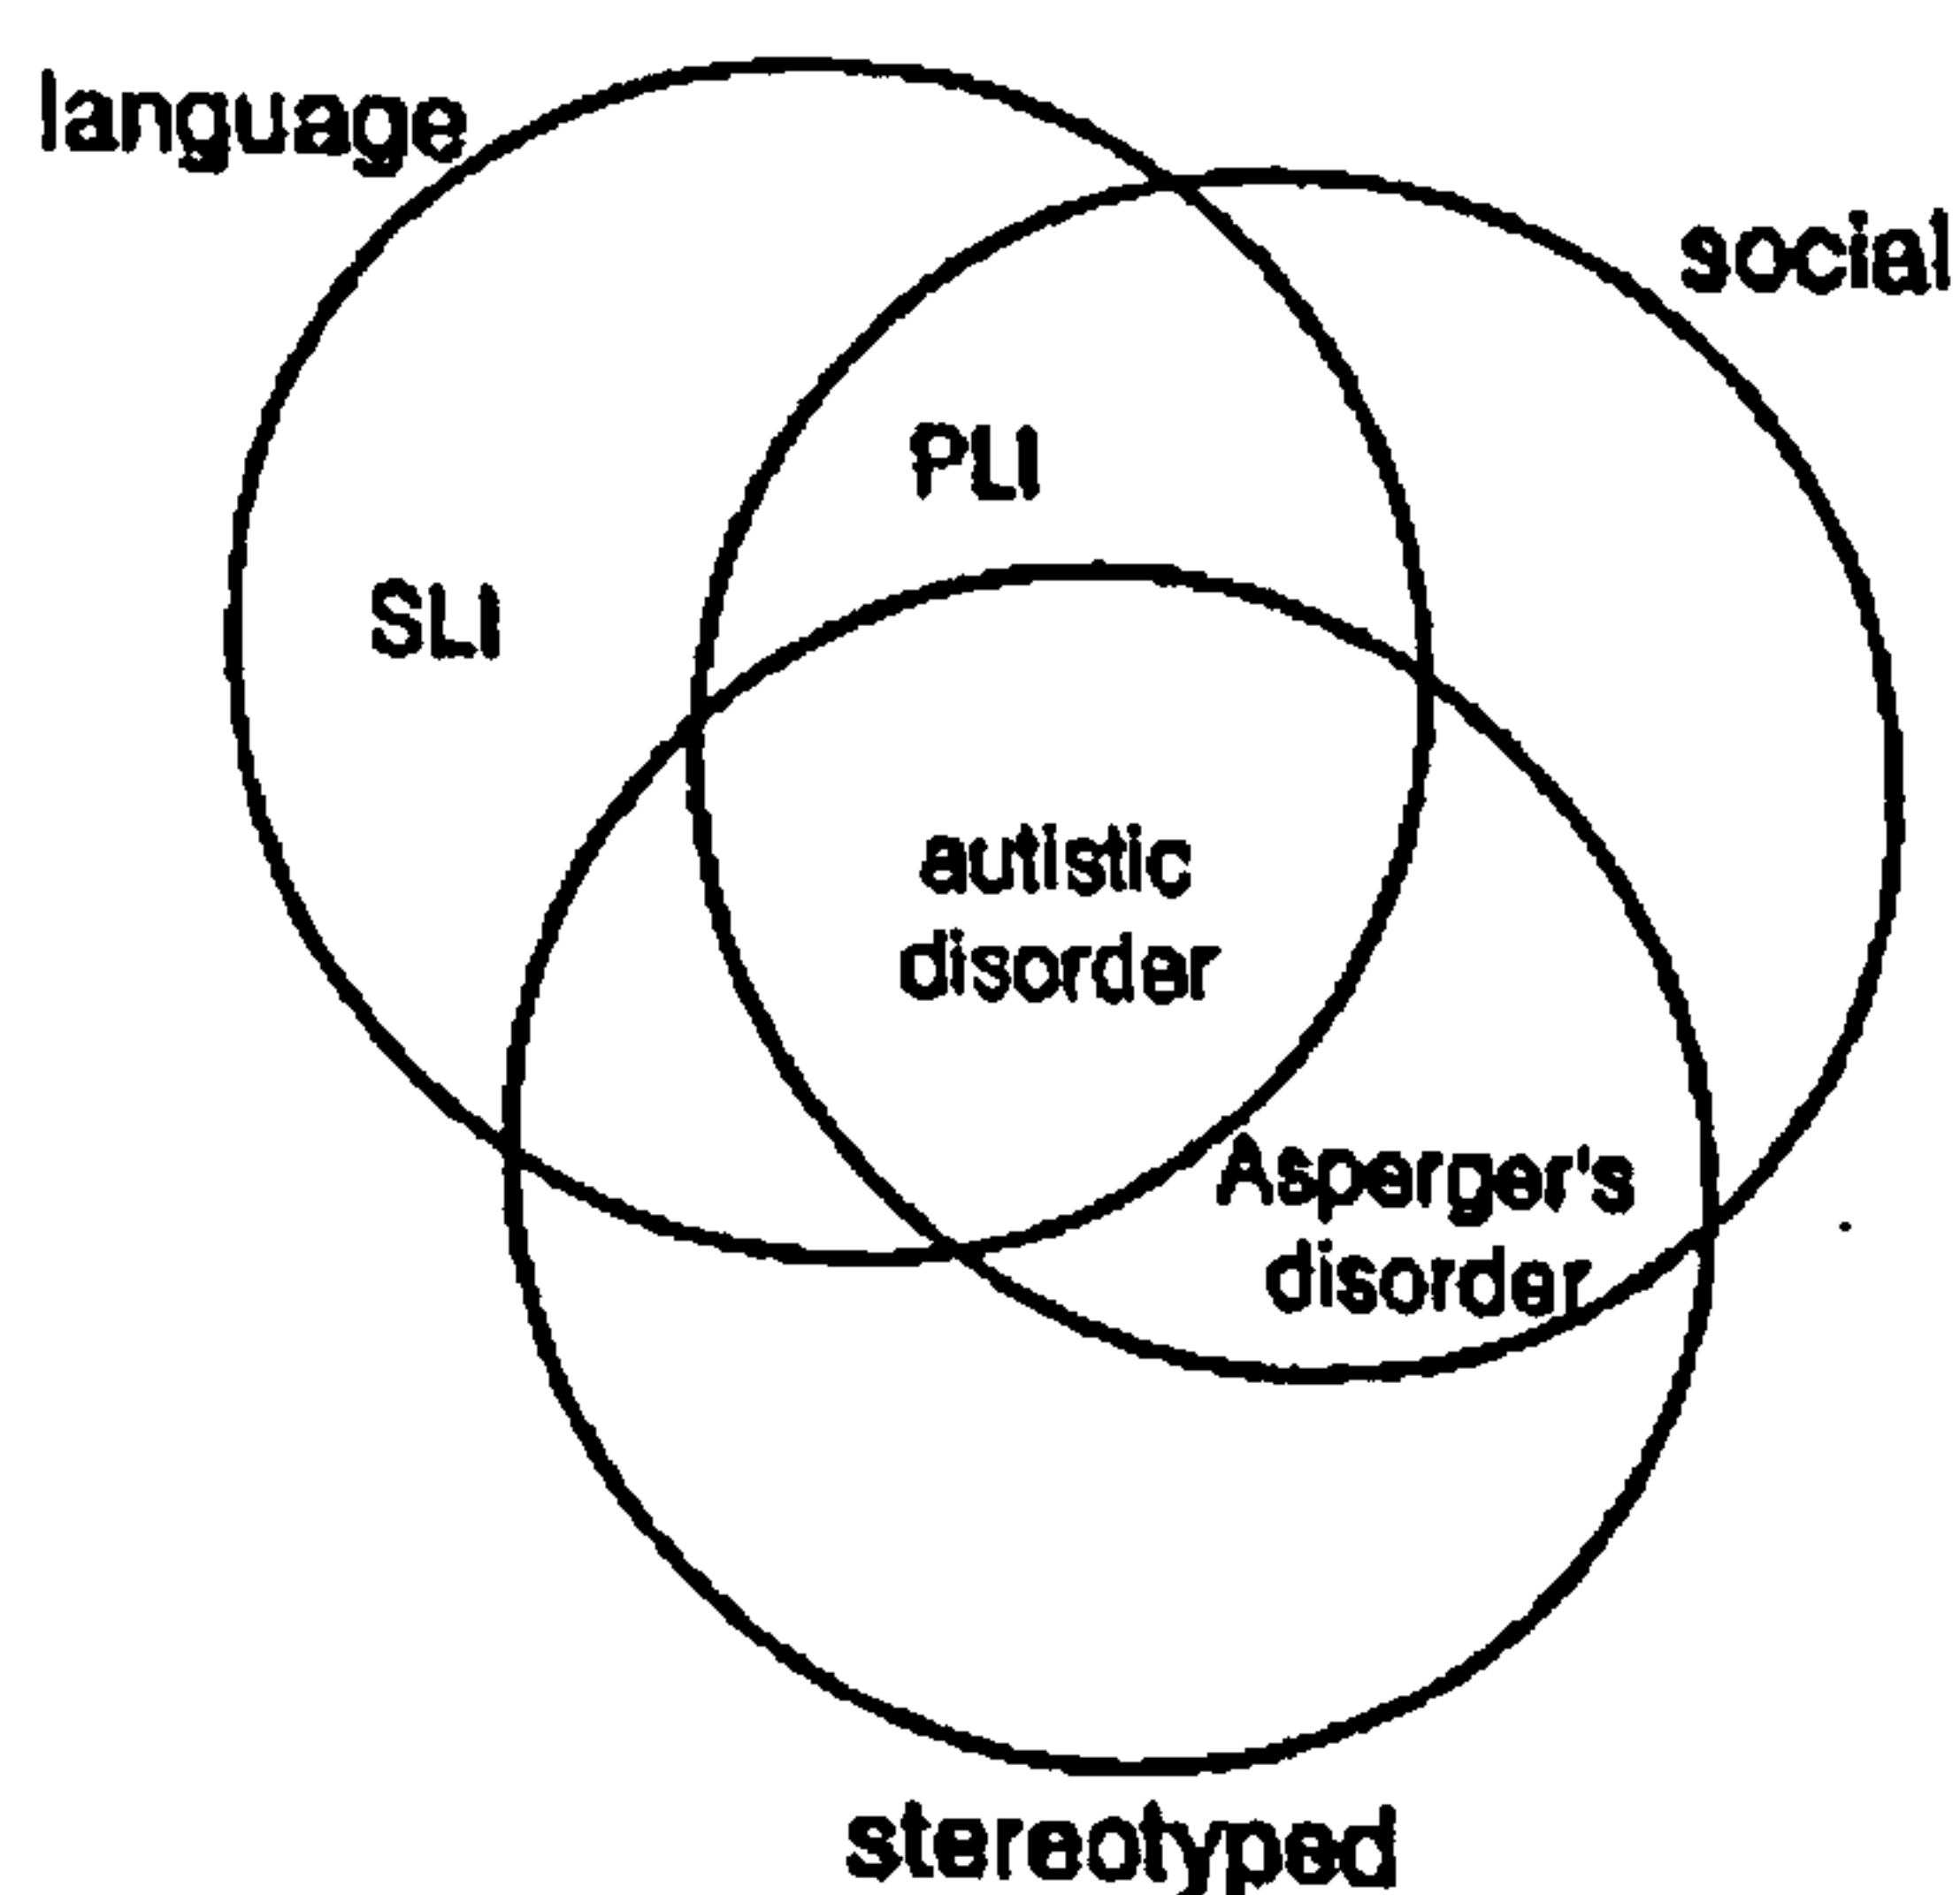 language
social
PLI
SLI
autistic
disorder
Asperger's
disorder
stereotyped